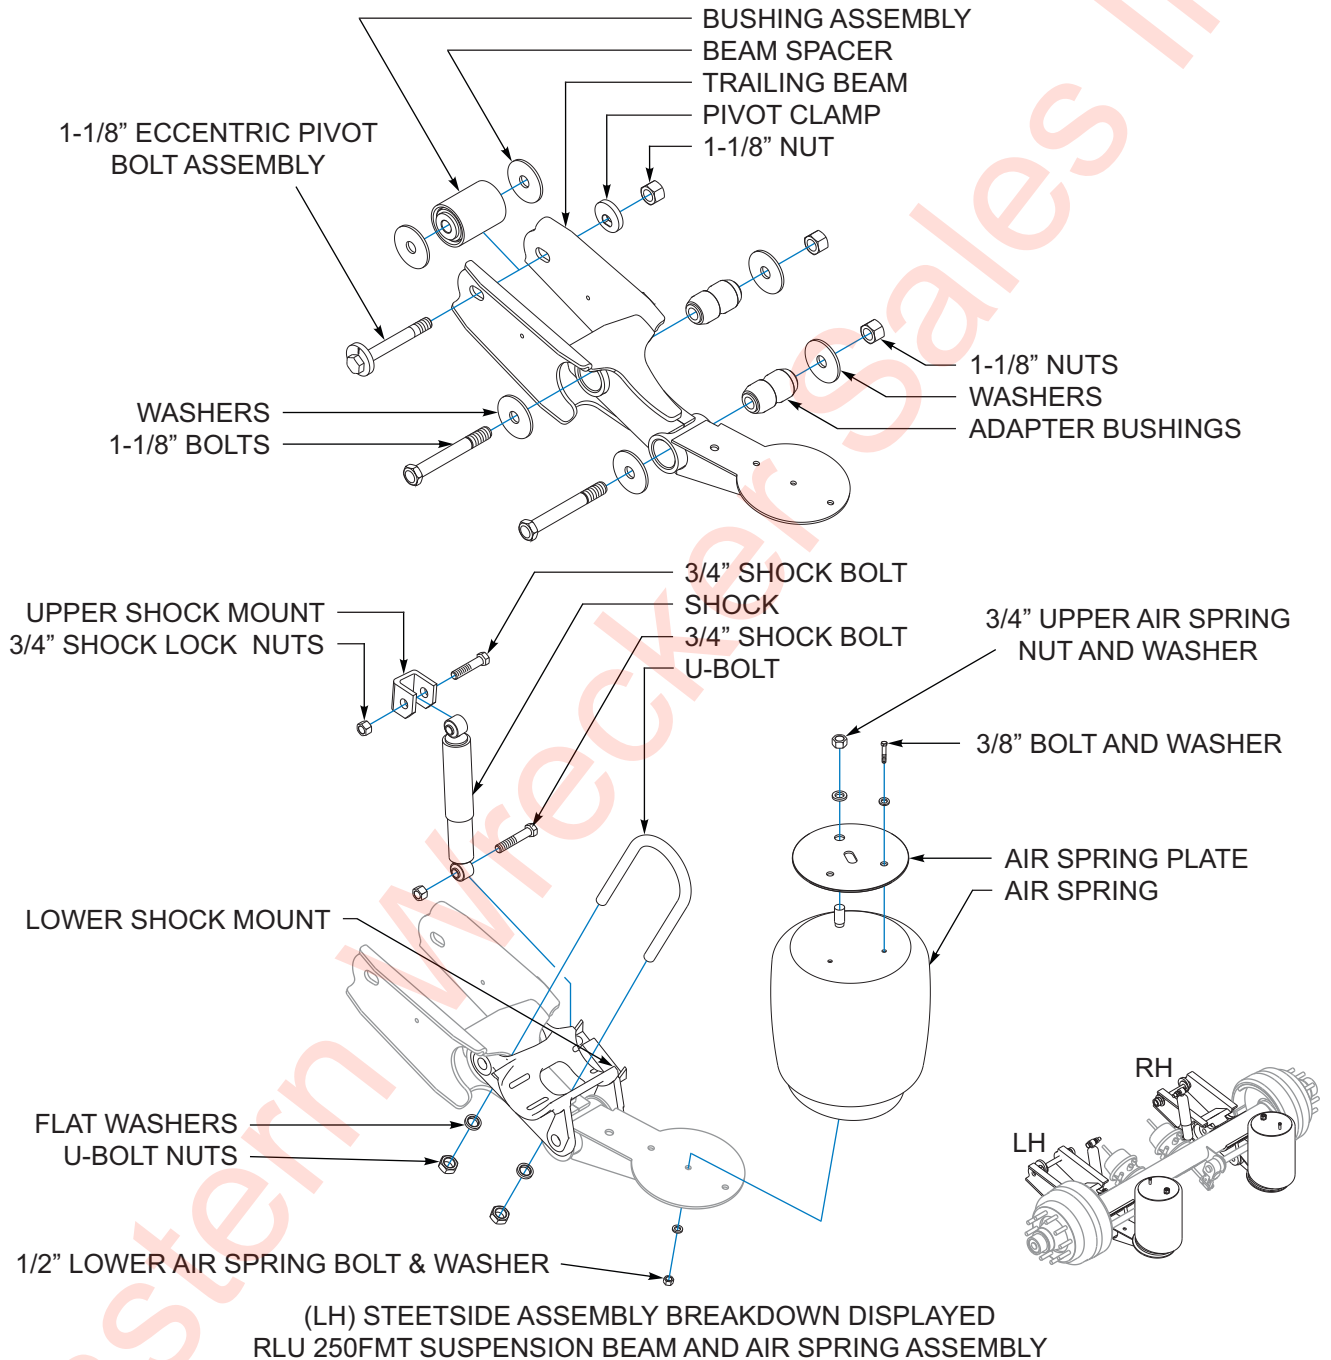 BUSHING ASSEMBLY
BEAM SPACER
TRAILING BEAM
PIVOT CLAMP
1-1/8” NUT
1-1/8” ECCENTRIC PIVOT
BOLT ASSEMBLY
WASHERS
1-1/8” BOLTS
1-1/8” NUTS
WASHERS
ADAPTER BUSHINGS
3/4” SHOCK BOLT
SHOCK
3/4” SHOCK BOLT
U-BOLT
UPPER SHOCK MOUNT
3/4” SHOCK LOCK NUTS
3/4” UPPER AIR SPRING
NUT AND WASHER
3/8” BOLT AND WASHER
AIR SPRING PLATE
AIR SPRING
LOWER SHOCK MOUNT
FLAT WASHERS
U-BOLT NUTS
RH
LH
1/2” LOWER AIR SPRING BOLT & WASHER
(LH) STEETSIDE ASSEMBLY BREAKDOWN DISPLAYED
RLU 250FMT SUSPENSION BEAM AND AIR SPRING ASSEMBLY
stern Wrecker Sales